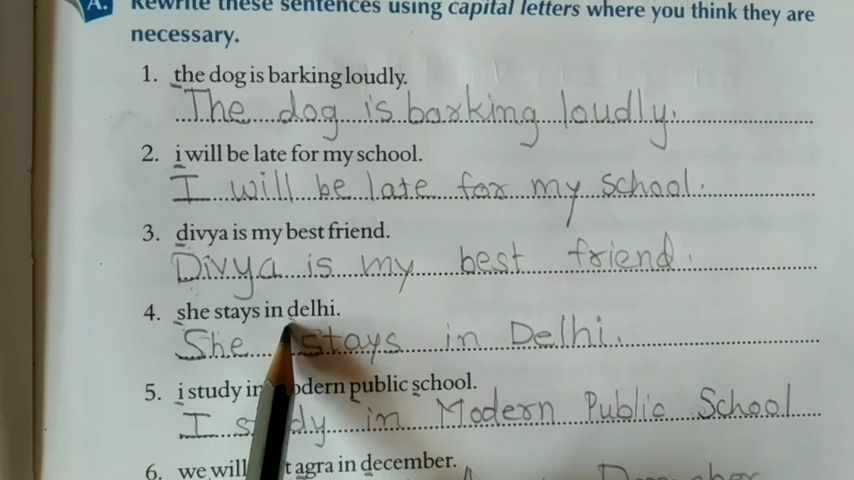 A. Rewrite these sentences using capital letters where you think they are
necessary.
1. the dog is barking loudly.
The dog is barking loudly.
2. i will be late for my school.
I will be late for my school.
3. divya is my best friend.
Divya is my best friend.
4. she stays in delhi.
She stays in Delhi.
5. i study in public school.
I in Modern Public School
6. we will agra in december.